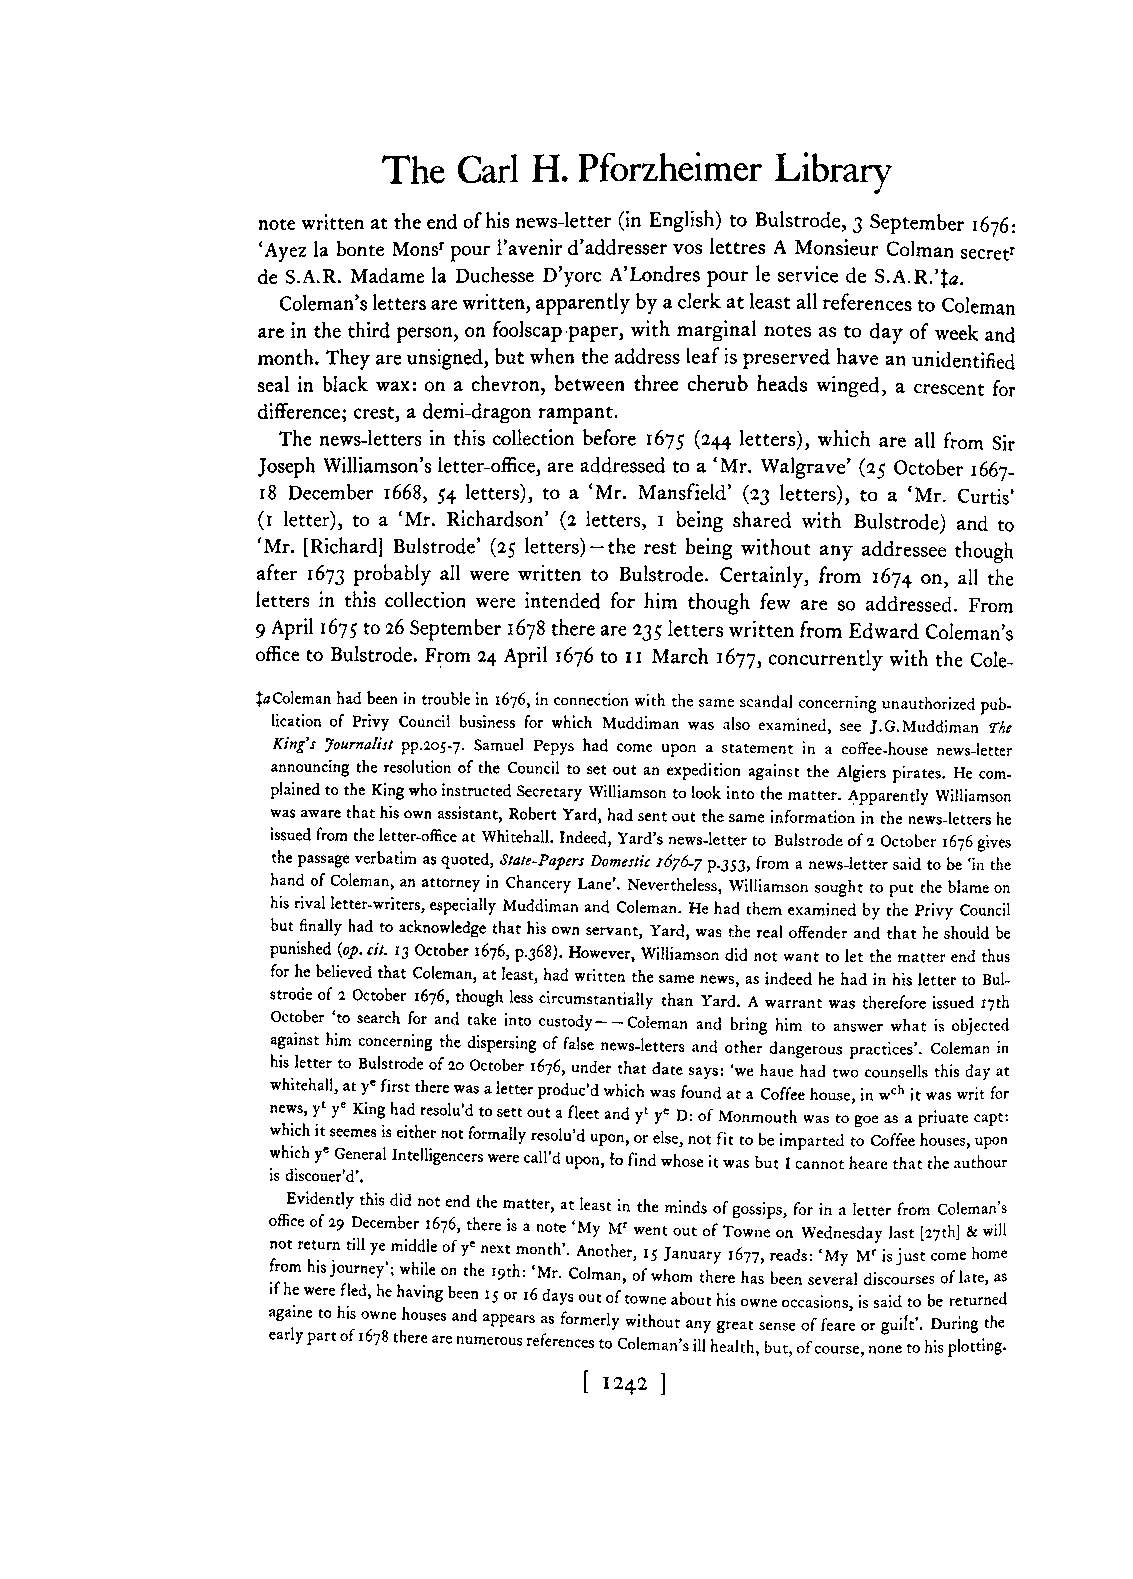 The Carl H. Pforzheimer Library
note written at the end of his news-letter (in English) to Bulstrode, 3 September 1676:
‘Ayez la bonte Monsʳ pour l'avenir d'addresser vos lettres A Monsieur Colman secretʳ
de S.A.R. Madame la Duchesse D'yorc A'Londres pour le service de S.A.R.’‡a.
Coleman's letters are written, apparently by a clerk at least all references to Coleman
are in the third person, on foolscap paper, with marginal notes as to day of week and
month. They are unsigned, but when the address leaf is preserved have an unidentified
seal in black wax: on a chevron, between three cherub heads winged, a crescent for
difference; crest, a demi-dragon rampant.
The news-letters in this collection before 1675 (244 letters), which are all from Sir
Joseph Williamson's letter-office, are addressed to a ‘Mr. Walgrave’ (25 October 1667-
18 December 1668, 54 letters), to a ‘Mr. Mansfield’ (23 letters), to a ‘Mr. Curtis’
(1 letter), to a ‘Mr. Richardson’ (2 letters, 1 being shared with Bulstrode) and to
‘Mr. [Richard] Bulstrode’ (25 letters)—the rest being without any addressee though
after 1673 probably all were written to Bulstrode. Certainly, from 1674 on, all the
letters in this collection were intended for him though few are so addressed. From
9 April 1675 to 26 September 1678 there are 235 letters written from Edward Coleman's
office to Bulstrode. From 24 April 1676 to 11 March 1677, concurrently with the Cole-
‡aColeman had been in trouble in 1676, in connection with the same scandal concerning unauthorized pub-
lication of Privy Council business for which Muddiman was also examined, see J.G.Muddiman The
King's Journalist pp.205-7. Samuel Pepys had come upon a statement in a coffee-house news-letter
announcing the resolution of the Council to set out an expedition against the Algiers pirates. He com-
plained to the King who instructed Secretary Williamson to look into the matter. Apparently Williamson
was aware that his own assistant, Robert Yard, had sent out the same information in the news-letters he
issued from the letter-office at Whitehall. Indeed, Yard's news-letter to Bulstrode of 2 October 1676 gives
the passage verbatim as quoted, State-Papers Domestic 1676-7 p.353, from a news-letter said to be ‘in the
hand of Coleman, an attorney in Chancery Lane’. Nevertheless, Williamson sought to put the blame on
his rival letter-writers, especially Muddiman and Coleman. He had them examined by the Privy Council
but finally had to acknowledge that his own servant, Yard, was the real offender and that he should be
punished (op. cit. 13 October 1676, p.368). However, Williamson did not want to let the matter end thus
for he believed that Coleman, at least, had written the same news, as indeed he had in his letter to Bul-
strode of 2 October 1676, though less circumstantially than Yard. A warrant was therefore issued 17th
October ‘to search for and take into custody— —Coleman and bring him to answer what is objected
against him concerning the dispersing of false news-letters and other dangerous practices’. Coleman in
his letter to Bulstrode of 20 October 1676, under that date says: ‘we haue had two counsells this day at
whitehall, at yᵉ first there was a letter produc'd which was found at a Coffee house, in wᶜʰ it was writ for
news, yᵗ yᵉ King had resolu'd to sett out a fleet and yᵗ yᵉ D: of Monmouth was to goe as a priuate capt:
which it seemes is either not formally resolu'd upon, or else, not fit to be imparted to Coffee houses, upon
which yᵉ General Intelligencers were call'd upon, to find whose it was but I cannot heare that the authour
is discouer'd’.
Evidently this did not end the matter, at least in the minds of gossips, for in a letter from Coleman's
office of 29 December 1676, there is a note ‘My Mʳ went out of Towne on Wednesday last [27th] & will
not return till ye middle of yᵉ next month’. Another, 15 January 1677, reads: ‘My Mʳ is just come home
from his journey’; while on the 19th: ‘Mr. Colman, of whom there has been several discourses of late, as
if he were fled, he having been 15 or 16 days out of towne about his owne occasions, is said to be returned
againe to his owne houses and appears as formerly without any great sense of feare or guilt’. During the
early part of 1678 there are numerous references to Coleman's ill health, but, of course, none to his plotting.
[ 1242 ]